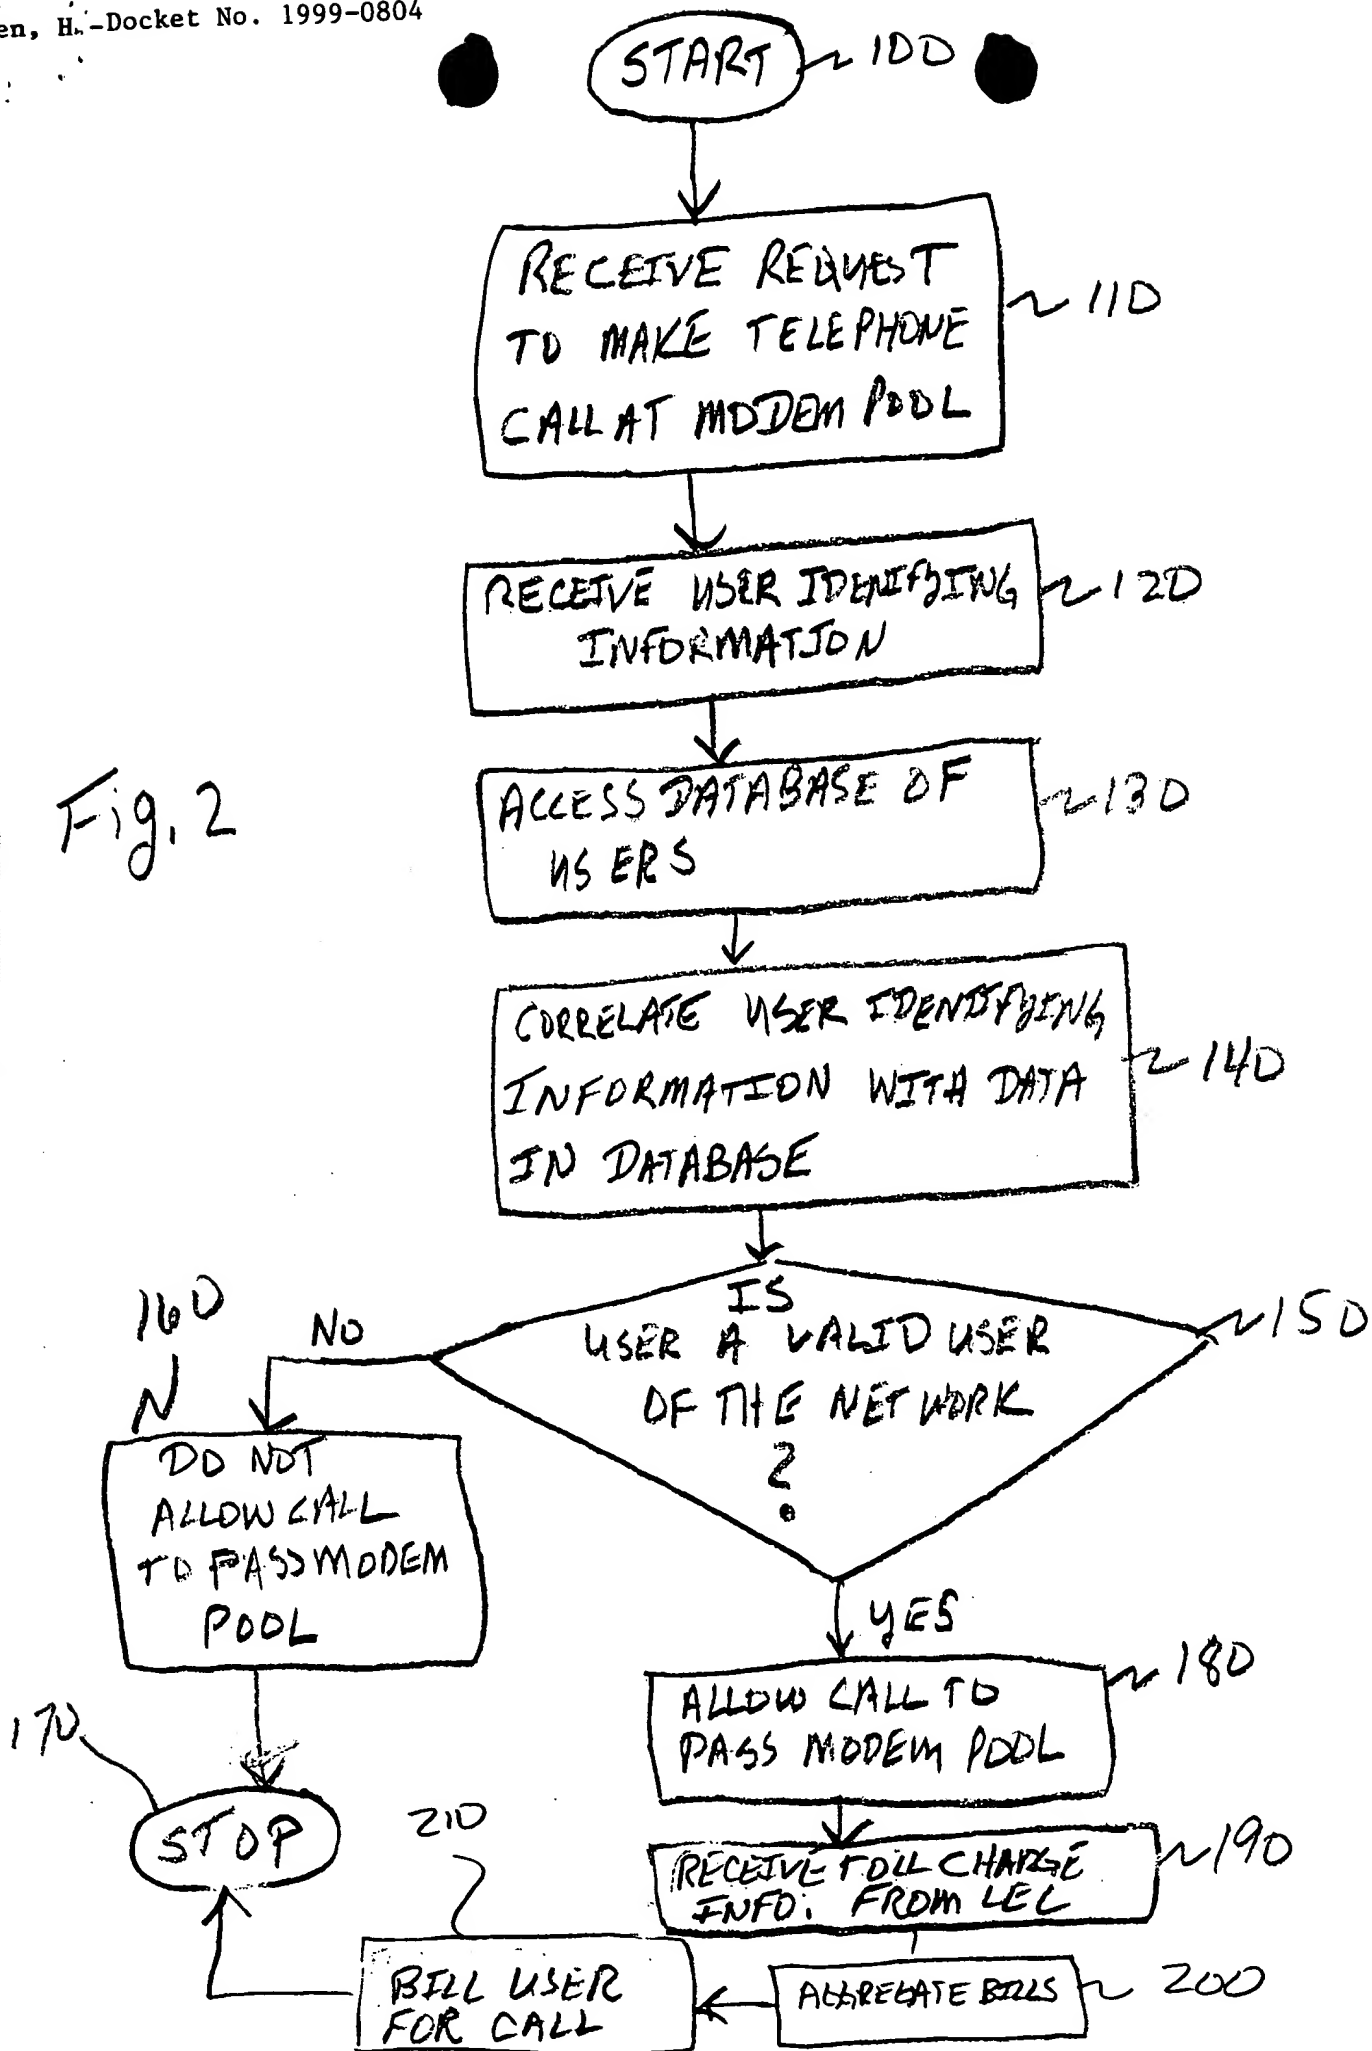 en, H.-Docket No. 1999-0804
START
100
RECEIVE REQUEST
TO MAKE TELEPHONE
CALL AT MODEM POOL
110
RECEIVE USER IDENIFYING
INFORMATION
120
Fig. 2
ACCESS DATABASE OF
USERS
130
CORRELATE USER IDENTIFYING
INFORMATION WITH DATA
IN DATABASE
140
IS
USER A VALID USER
OF THE NETWORK
?
150
NO
160
DO NOT
ALLOW CALL
TO PASS MODEM
POOL
YES
ALLOW CALL TO
PASS MODEM POOL
180
170
STOP
RECEIVE TOLL CHARGE
INFO. FROM LEC
190
210
BILL USER
FOR CALL
AGGREGATE BILLS
200